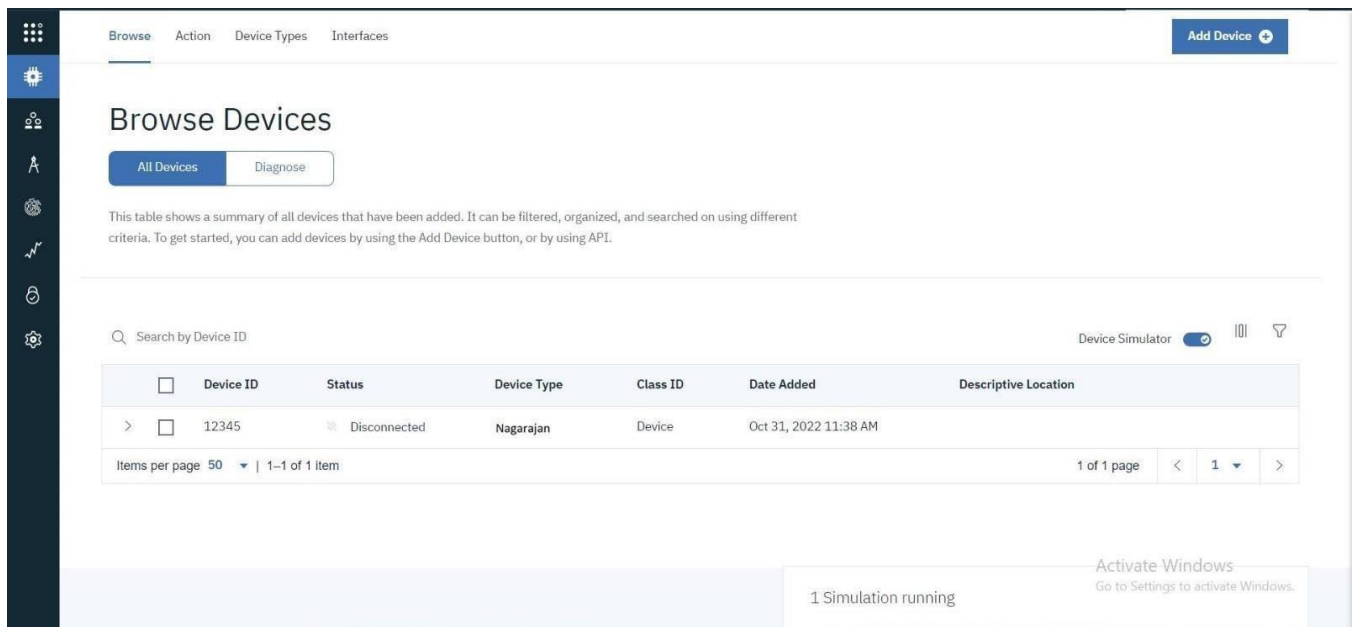 Browse Action Device Types Interfaces Add Device
Browse Devices
All Devices Diagnose
This table shows a summary of all devices that have been added. It can be filtered, organized, and searched on using different
criteria. To get started, you can add devices by using the Add Device button, or by using API.
Search by Device ID Device Simulator
Device ID Status Device Type Class ID Date Added Descriptive Location
12345 Disconnected Nagarajan Device Oct 31, 2022 11:38 AM
Items per page 50 | 1–1 of 1 item 1 of 1 page 1
Activate Windows
Go to Settings to activate Windows.
1 Simulation running